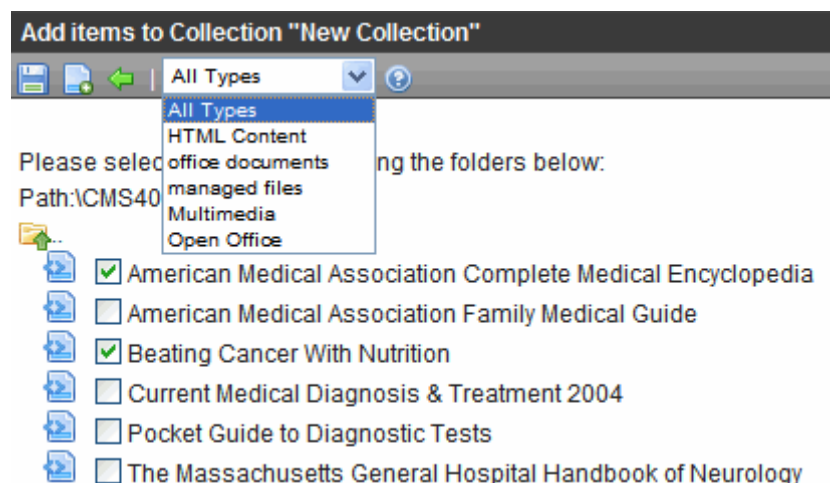 Add items to Collection "New Collection"
All Types
All Types
HTML Content
office documents
managed files
Multimedia
Open Office
Please selec ng the folders below:
Path:\CMS40
..
American Medical Association Complete Medical Encyclopedia
American Medical Association Family Medical Guide
Beating Cancer With Nutrition
Current Medical Diagnosis & Treatment 2004
Pocket Guide to Diagnostic Tests
The Massachusetts General Hospital Handbook of Neurology